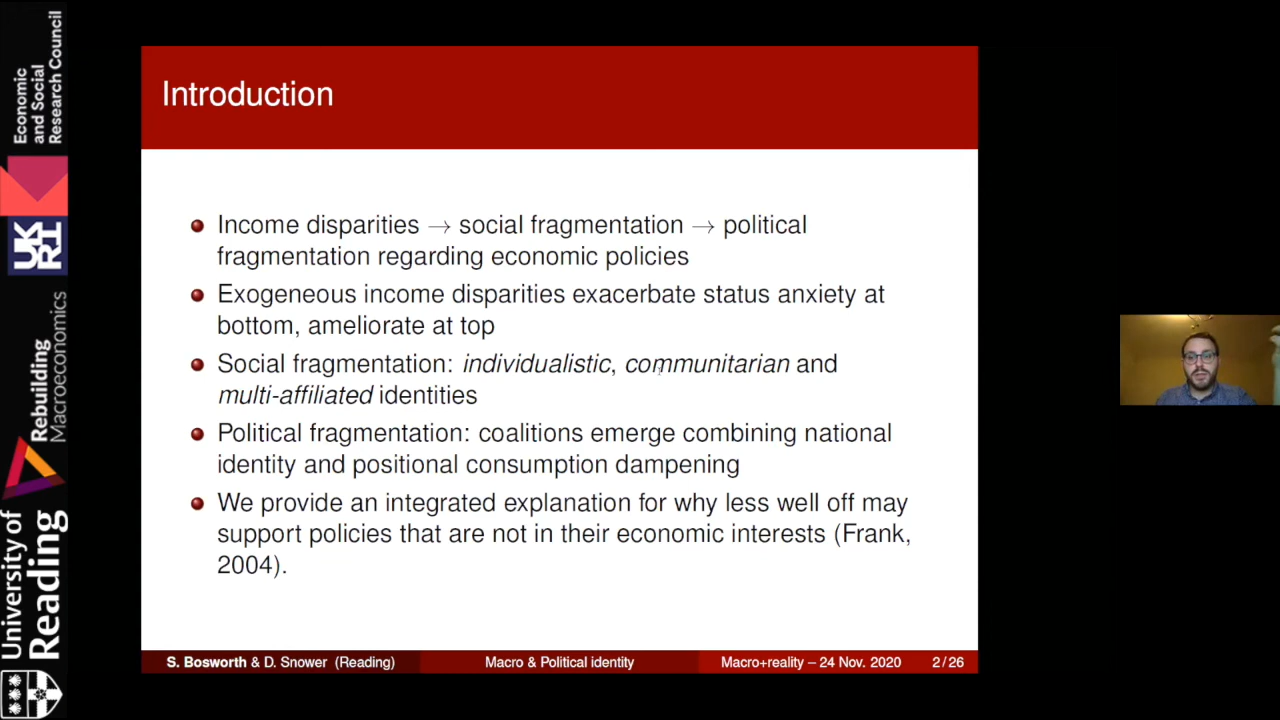 Economic
and Social
Research Council
UKRI
Rebuilding
Macroeconomics
University of
Reading
Introduction
Income disparities → social fragmentation → political
fragmentation regarding economic policies
Exogeneous income disparities exacerbate status anxiety at
bottom, ameliorate at top
Social fragmentation: individualistic, communitarian and
multi-affiliated identities
Political fragmentation: coalitions emerge combining national
identity and positional consumption dampening
We provide an integrated explanation for why less well off may
support policies that are not in their economic interests (Frank,
2004).
S. Bosworth & D. Snower (Reading) Macro & Political identity Macro+reality – 24 Nov. 2020 2 / 26